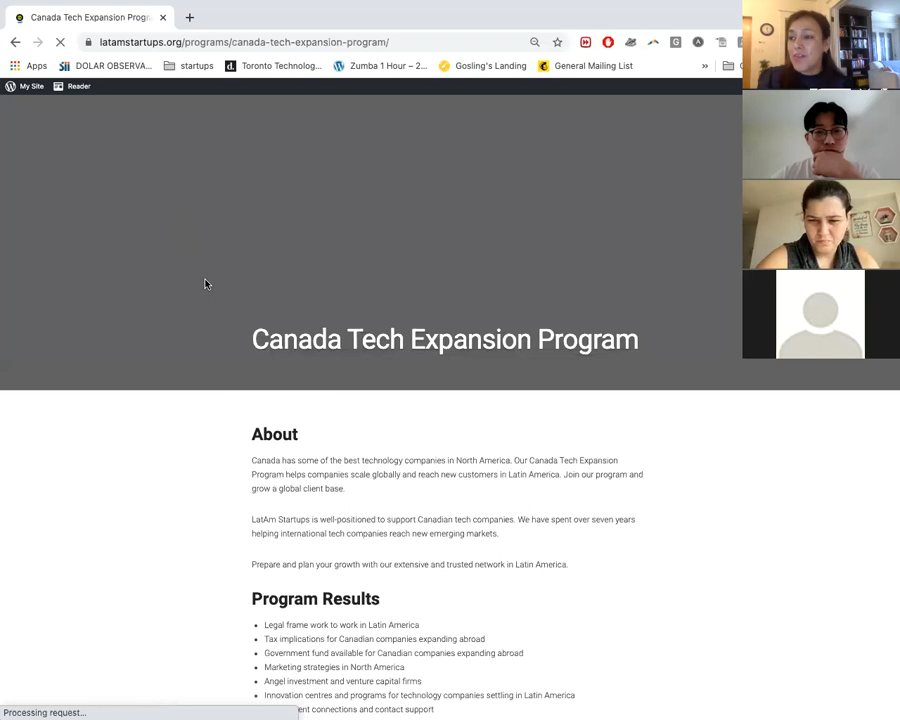 Canada Tech Expansion Progr
latamstartups.org/programs/canada-tech-expansion-program/
Apps DOLAR OBSERVA... startups Toronto Technolog... Zumba 1 Hour – 2... Gosling's Landing General Mailing List »
My Site Reader
Canada Tech Expansion Program
About
Canada has some of the best technology companies in North America. Our Canada Tech Expansion
Program helps companies scale globally and reach new customers in Latin America. Join our program and
grow a global client base.
LatAm Startups is well-positioned to support Canadian tech companies. We have spent over seven years
helping international tech companies reach new emerging markets.
Prepare and plan your growth with our extensive and trusted network in Latin America.
Program Results
Legal frame work to work in Latin America
Tax implications for Canadian companies expanding abroad
Government fund available for Canadian companies expanding abroad
Marketing strategies in North America
Angel investment and venture capital firms
Innovation centres and programs for technology companies settling in Latin America
ent connections and contact support
Processing request...